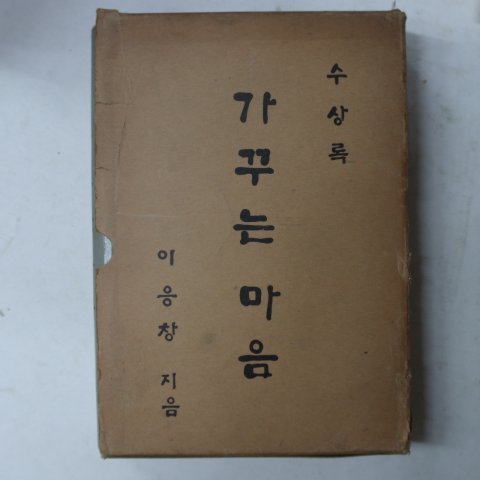 수상록
가꾸는 마음
이응창 지음